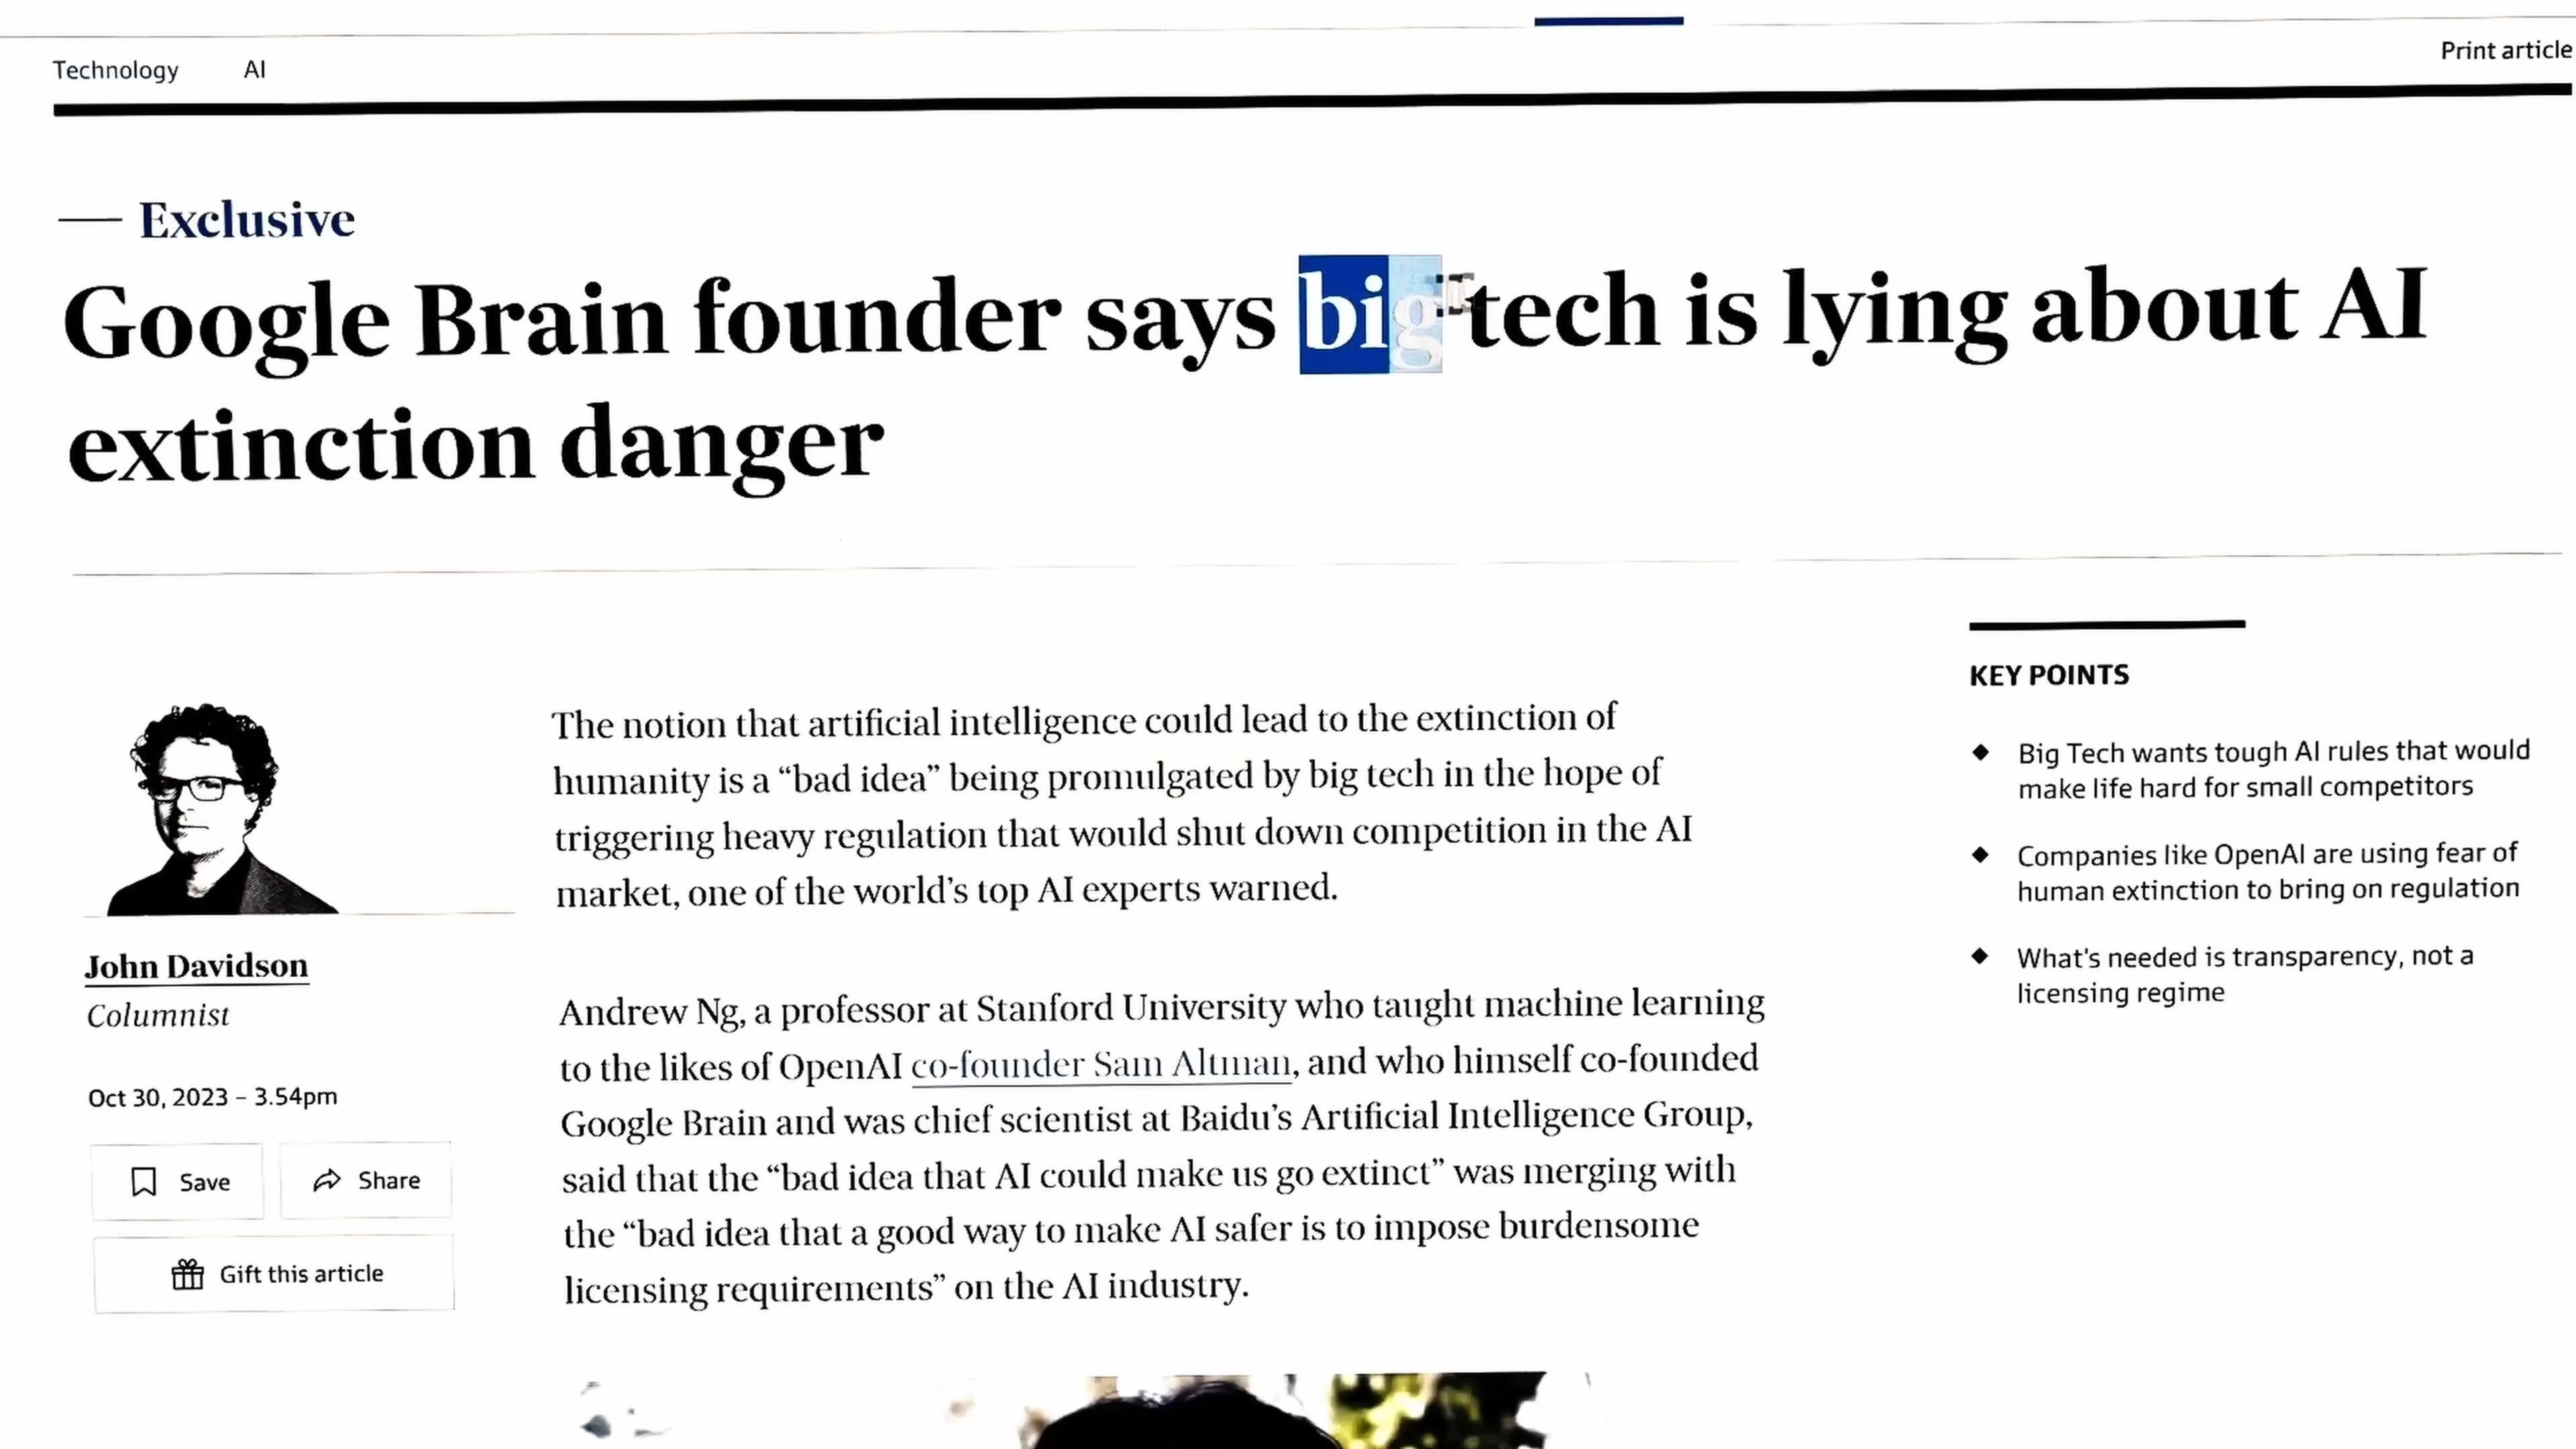 Technology AI
Print article
— Exclusive
Google Brain founder says big tech is lying about AI
extinction danger
The notion that artificial intelligence could lead to the extinction of
humanity is a “bad idea” being promulgated by big tech in the hope of
triggering heavy regulation that would shut down competition in the AI
market, one of the world’s top AI experts warned.
Andrew Ng, a professor at Stanford University who taught machine learning
to the likes of OpenAI co-founder Sam Altman, and who himself co-founded
Google Brain and was chief scientist at Baidu’s Artificial Intelligence Group,
said that the “bad idea that AI could make us go extinct” was merging with
the “bad idea that a good way to make AI safer is to impose burdensome
licensing requirements” on the AI industry.
John Davidson
Columnist
Oct 30, 2023 – 3.54pm
Save
Share
Gift this article
KEY POINTS
◆ Big Tech wants tough AI rules that would
make life hard for small competitors
◆ Companies like OpenAI are using fear of
human extinction to bring on regulation
◆ What’s needed is transparency, not a
licensing regime